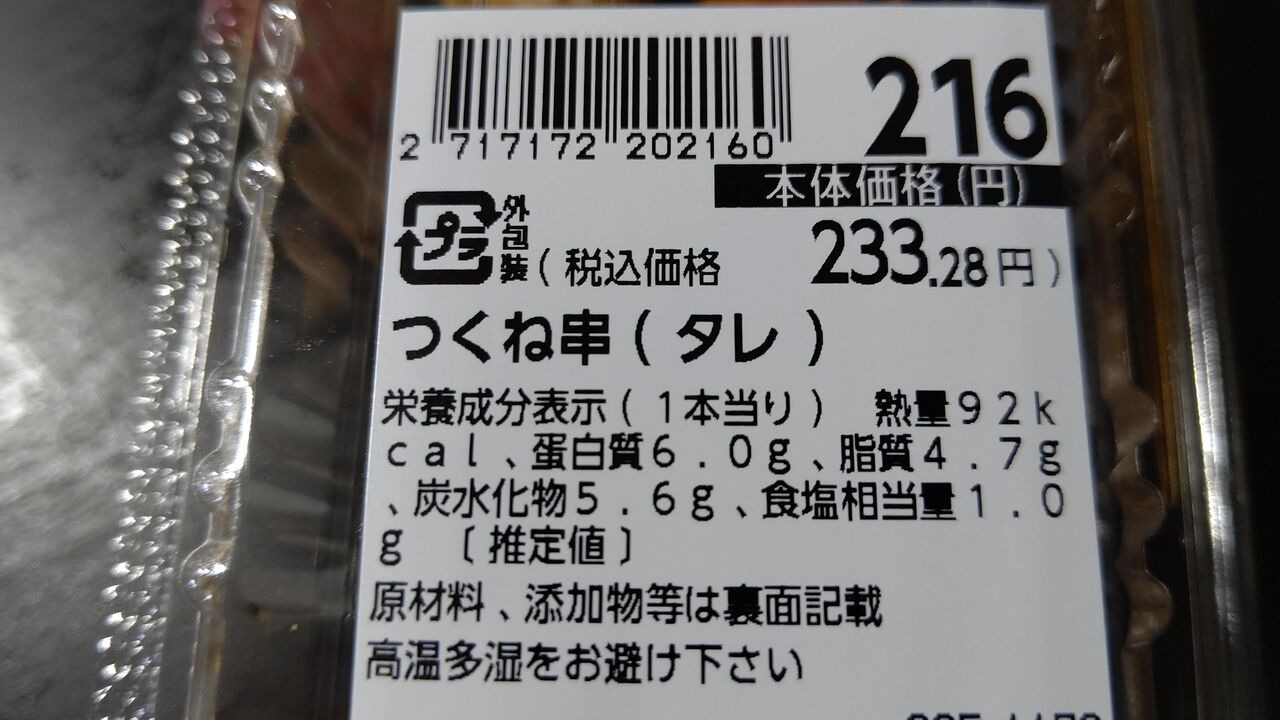 216
2 717172 202160
本体価格(円)
プラ 外包装
(税込価格 233.28円)
つくね串(タレ)
栄養成分表示(1本当り) 熱量92k
cal、蛋白質6.0g、脂質4.7g
、炭水化物5.6g、食塩相当量1.0
g 〔推定値〕
原材料、添加物等は裏面記載
高温多湿をお避け下さい